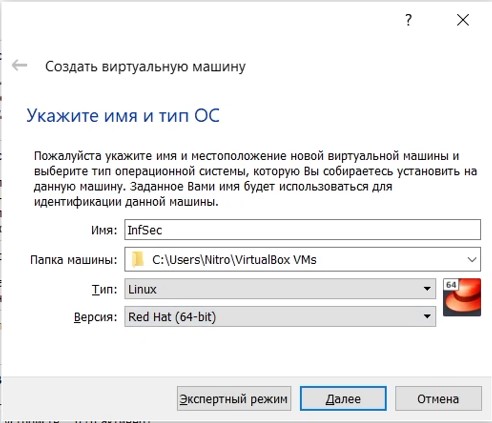 ?
Создать виртуальную машину
Укажите имя и тип ОС
Пожалуйста укажите имя и местоположение новой виртуальной машины и
выберите тип операционной системы, которую Вы собираетесь установить на
данную машину. Заданное Вами имя будет использоваться для
идентификации данной машины.
Имя: InfSec
Папка машины: C:\Users\Nitro\VirtualBox VMs
Тип: Linux
64
Версия: Red Hat (64-bit)
Экспертный режим Далее Отмена